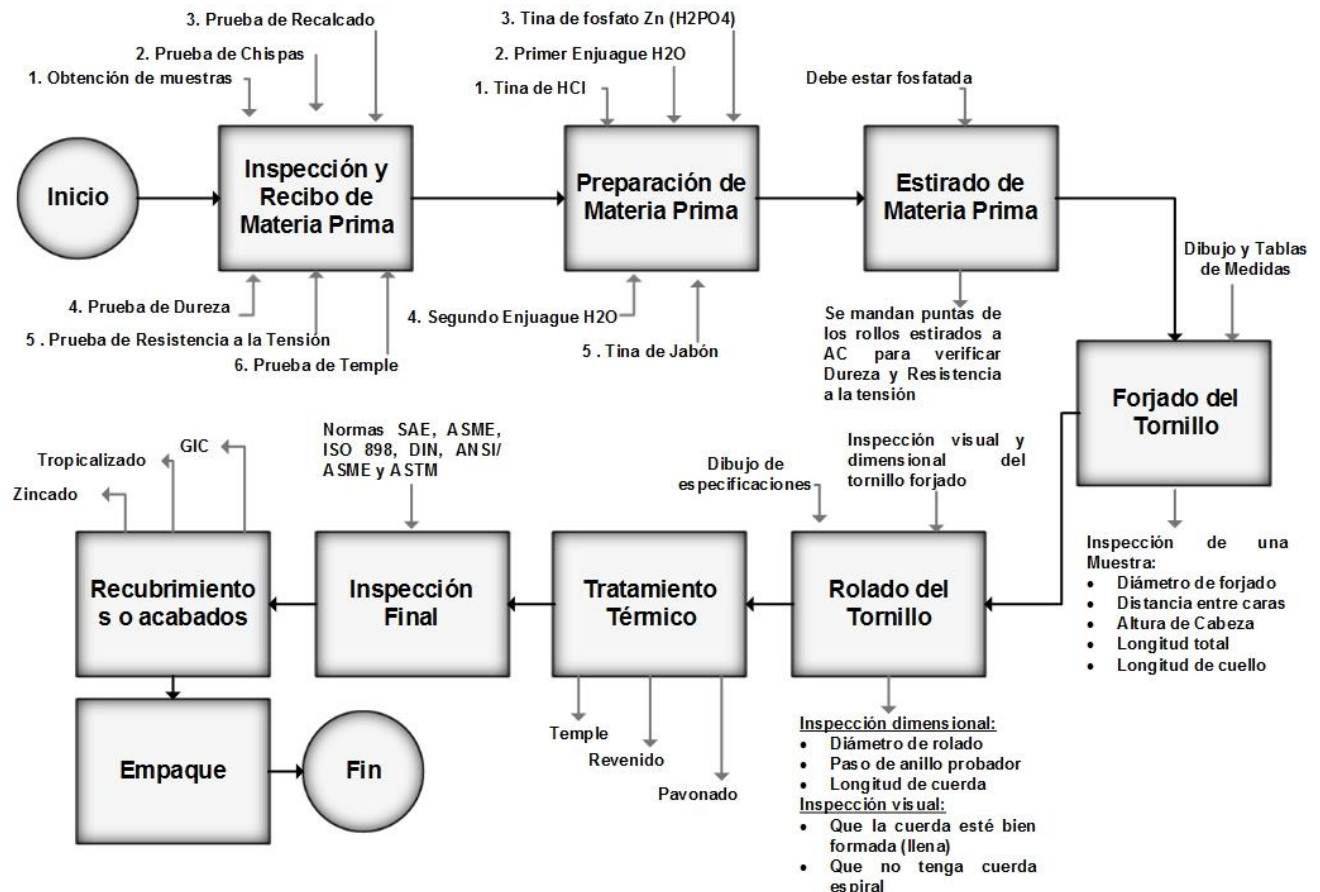 3. Prueba de Recalcado
2. Prueba de Chispas
1. Obtención de muestras
Inicio
Inspección y
Recibo de
Materia Prima
4. Prueba de Dureza
5 . Prueba de Resistencia a la Tensión
6. Prueba de Temple
3. Tina de fosfato Zn (H2PO4)
2. Primer Enjuague H2O
1. Tina de HCl
Preparación de
Materia Prima
4. Segundo Enjuague H2O
5 . Tina de Jabón
Debe estar fosfatada
Estirado de
Materia Prima
Se mandan puntas de
los rollos estirados a
AC para verificar
Dureza y Resistencia
a la tensión
Dibujo y Tablas
de Medidas
Forjado del
Tornillo
Inspección de una
Muestra:
• Diámetro de forjado
• Distancia entre caras
• Altura de Cabeza
• Longitud total
• Longitud de cuello
Inspección visual y
dimensional del
tornillo forjado
Dibujo de
especificaciones
Rolado del
Tornillo
Inspección dimensional:
• Diámetro de rolado
• Paso de anillo probador
• Longitud de cuerda
Inspección visual:
• Que la cuerda esté bien
formada (llena)
• Que no tenga cuerda
espiral
Tratamiento
Térmico
Temple
Revenido
Pavonado
Normas SAE, ASME,
ISO 898, DIN, ANSI/
ASME y ASTM
Inspección
Final
GIC
Tropicalizado
Zincado
Recubrimiento
s o acabados
Empaque
Fin